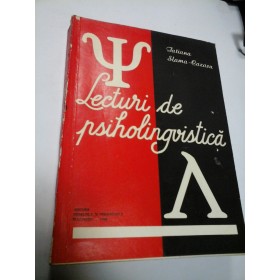 Ψ
Tatiana
Slama-Cazacu
Lecturi de
psiholingvistică
Λ